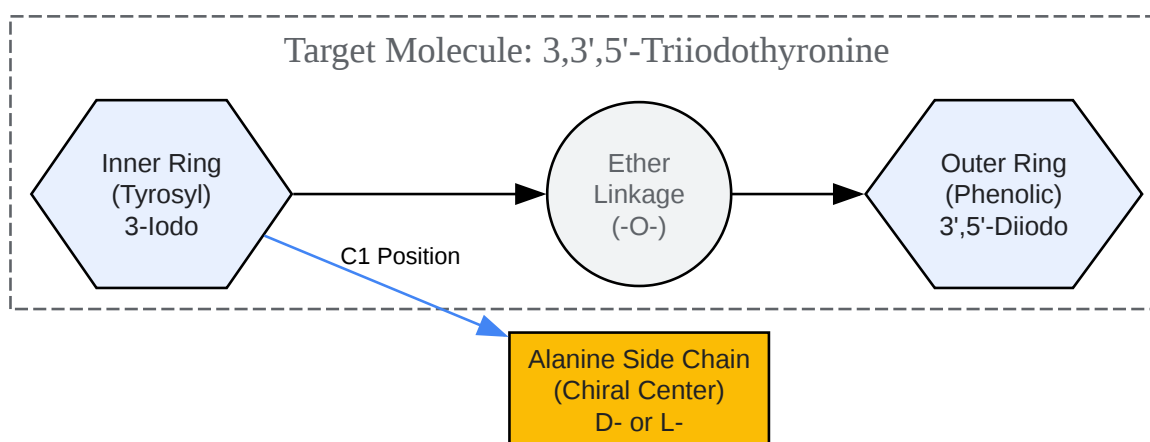 Target Molecule: 3,3',5'-Triiodothyronine
Inner Ring
(Tyrosyl)
3-Iodo
Ether
Linkage
(-O-)
Outer Ring
(Phenolic)
3',5'-Diiodo
C1 Position
Alanine Side Chain
(Chiral Center)
D- or L-